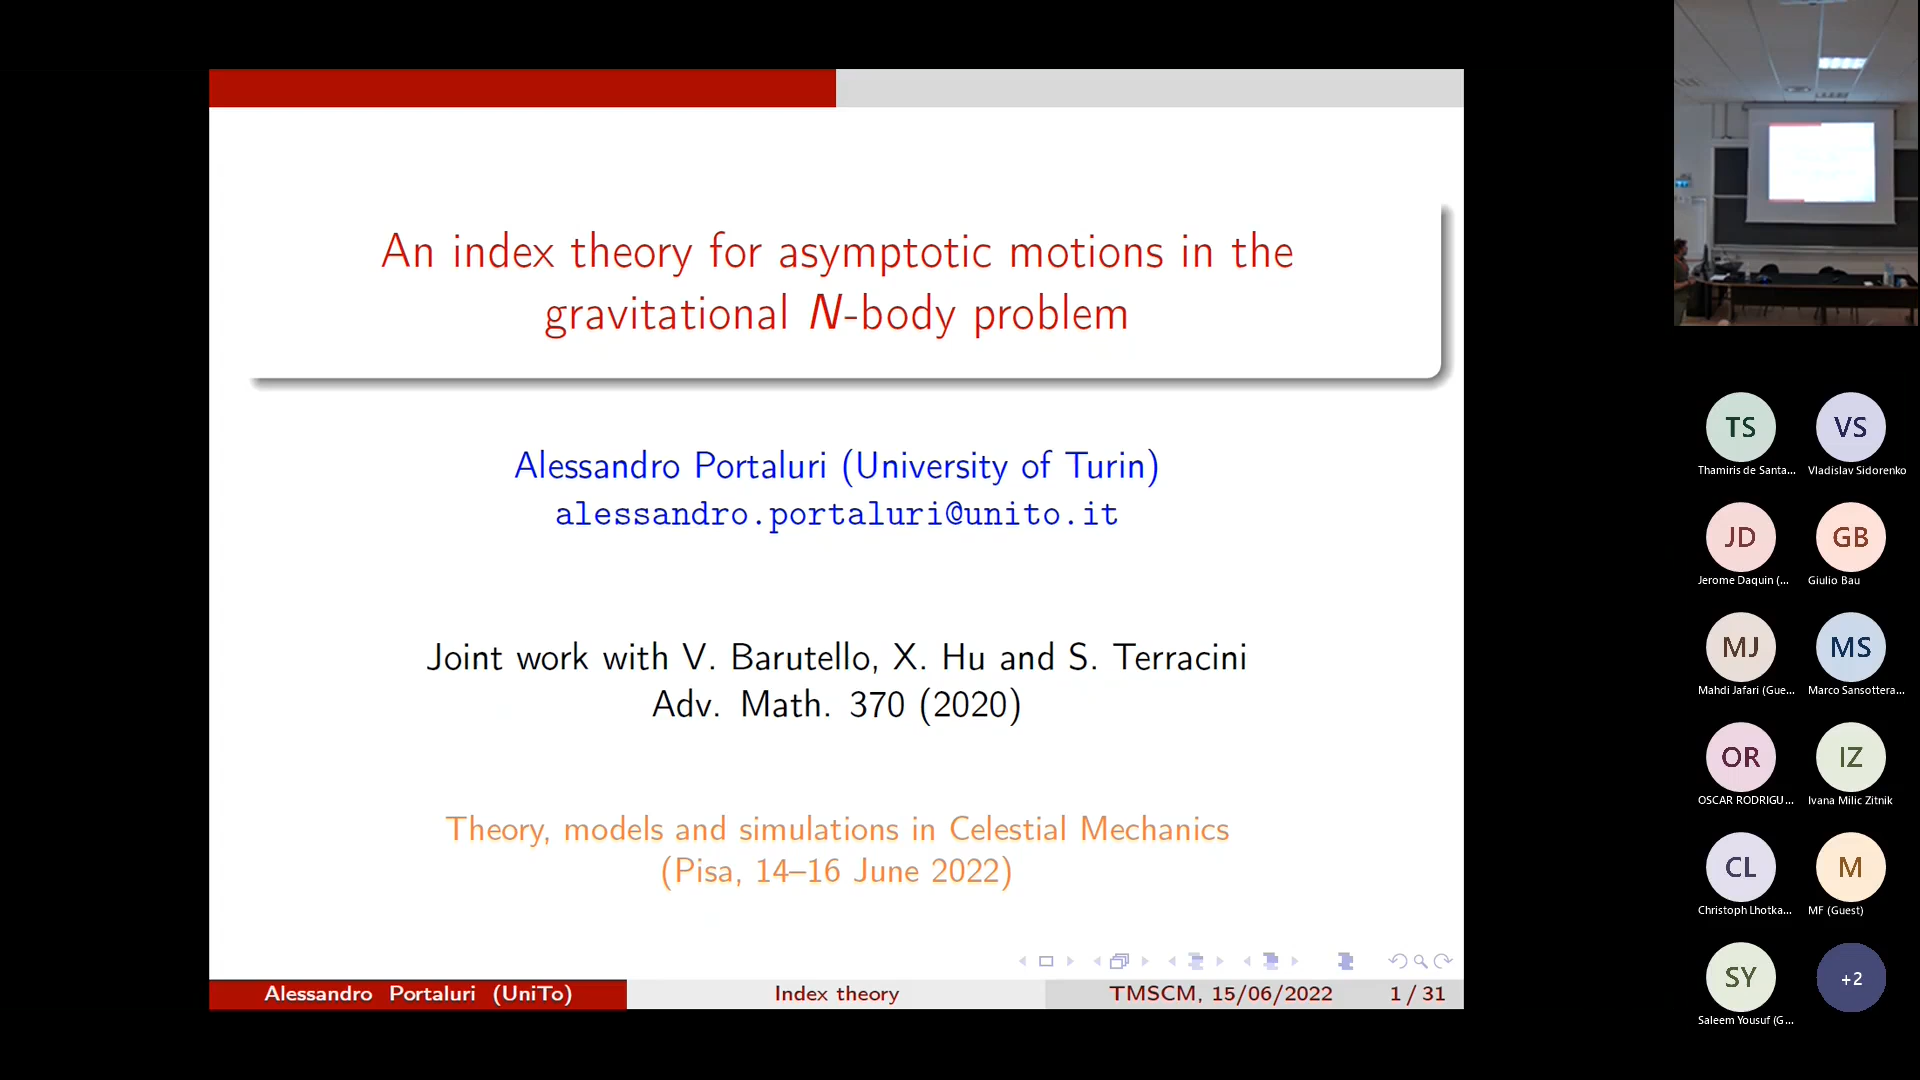 An index theory for asymptotic motions in the
gravitational N-body problem
Alessandro Portaluri (University of Turin)
alessandro.portaluri@unito.it
Joint work with V. Barutello, X. Hu and S. Terracini
Adv. Math. 370 (2020)
Theory, models and simulations in Celestial Mechanics
(Pisa, 14–16 June 2022)
Alessandro Portaluri (UniTo) Index theory TMSCM, 15/06/2022 1 / 31
TS VS
Thamiris de Santa... Vladislav Sidorenko
JD GB
Jerome Daquin (... Giulio Bau
MJ MS
Mahdi Jafari (Gue... Marco Sansottera...
OR IZ
OSCAR RODRIGU... Ivana Milic Zitnik
CL M
Christoph Lhotka... MF (Guest)
SY +2
Saleem Yousuf (G...